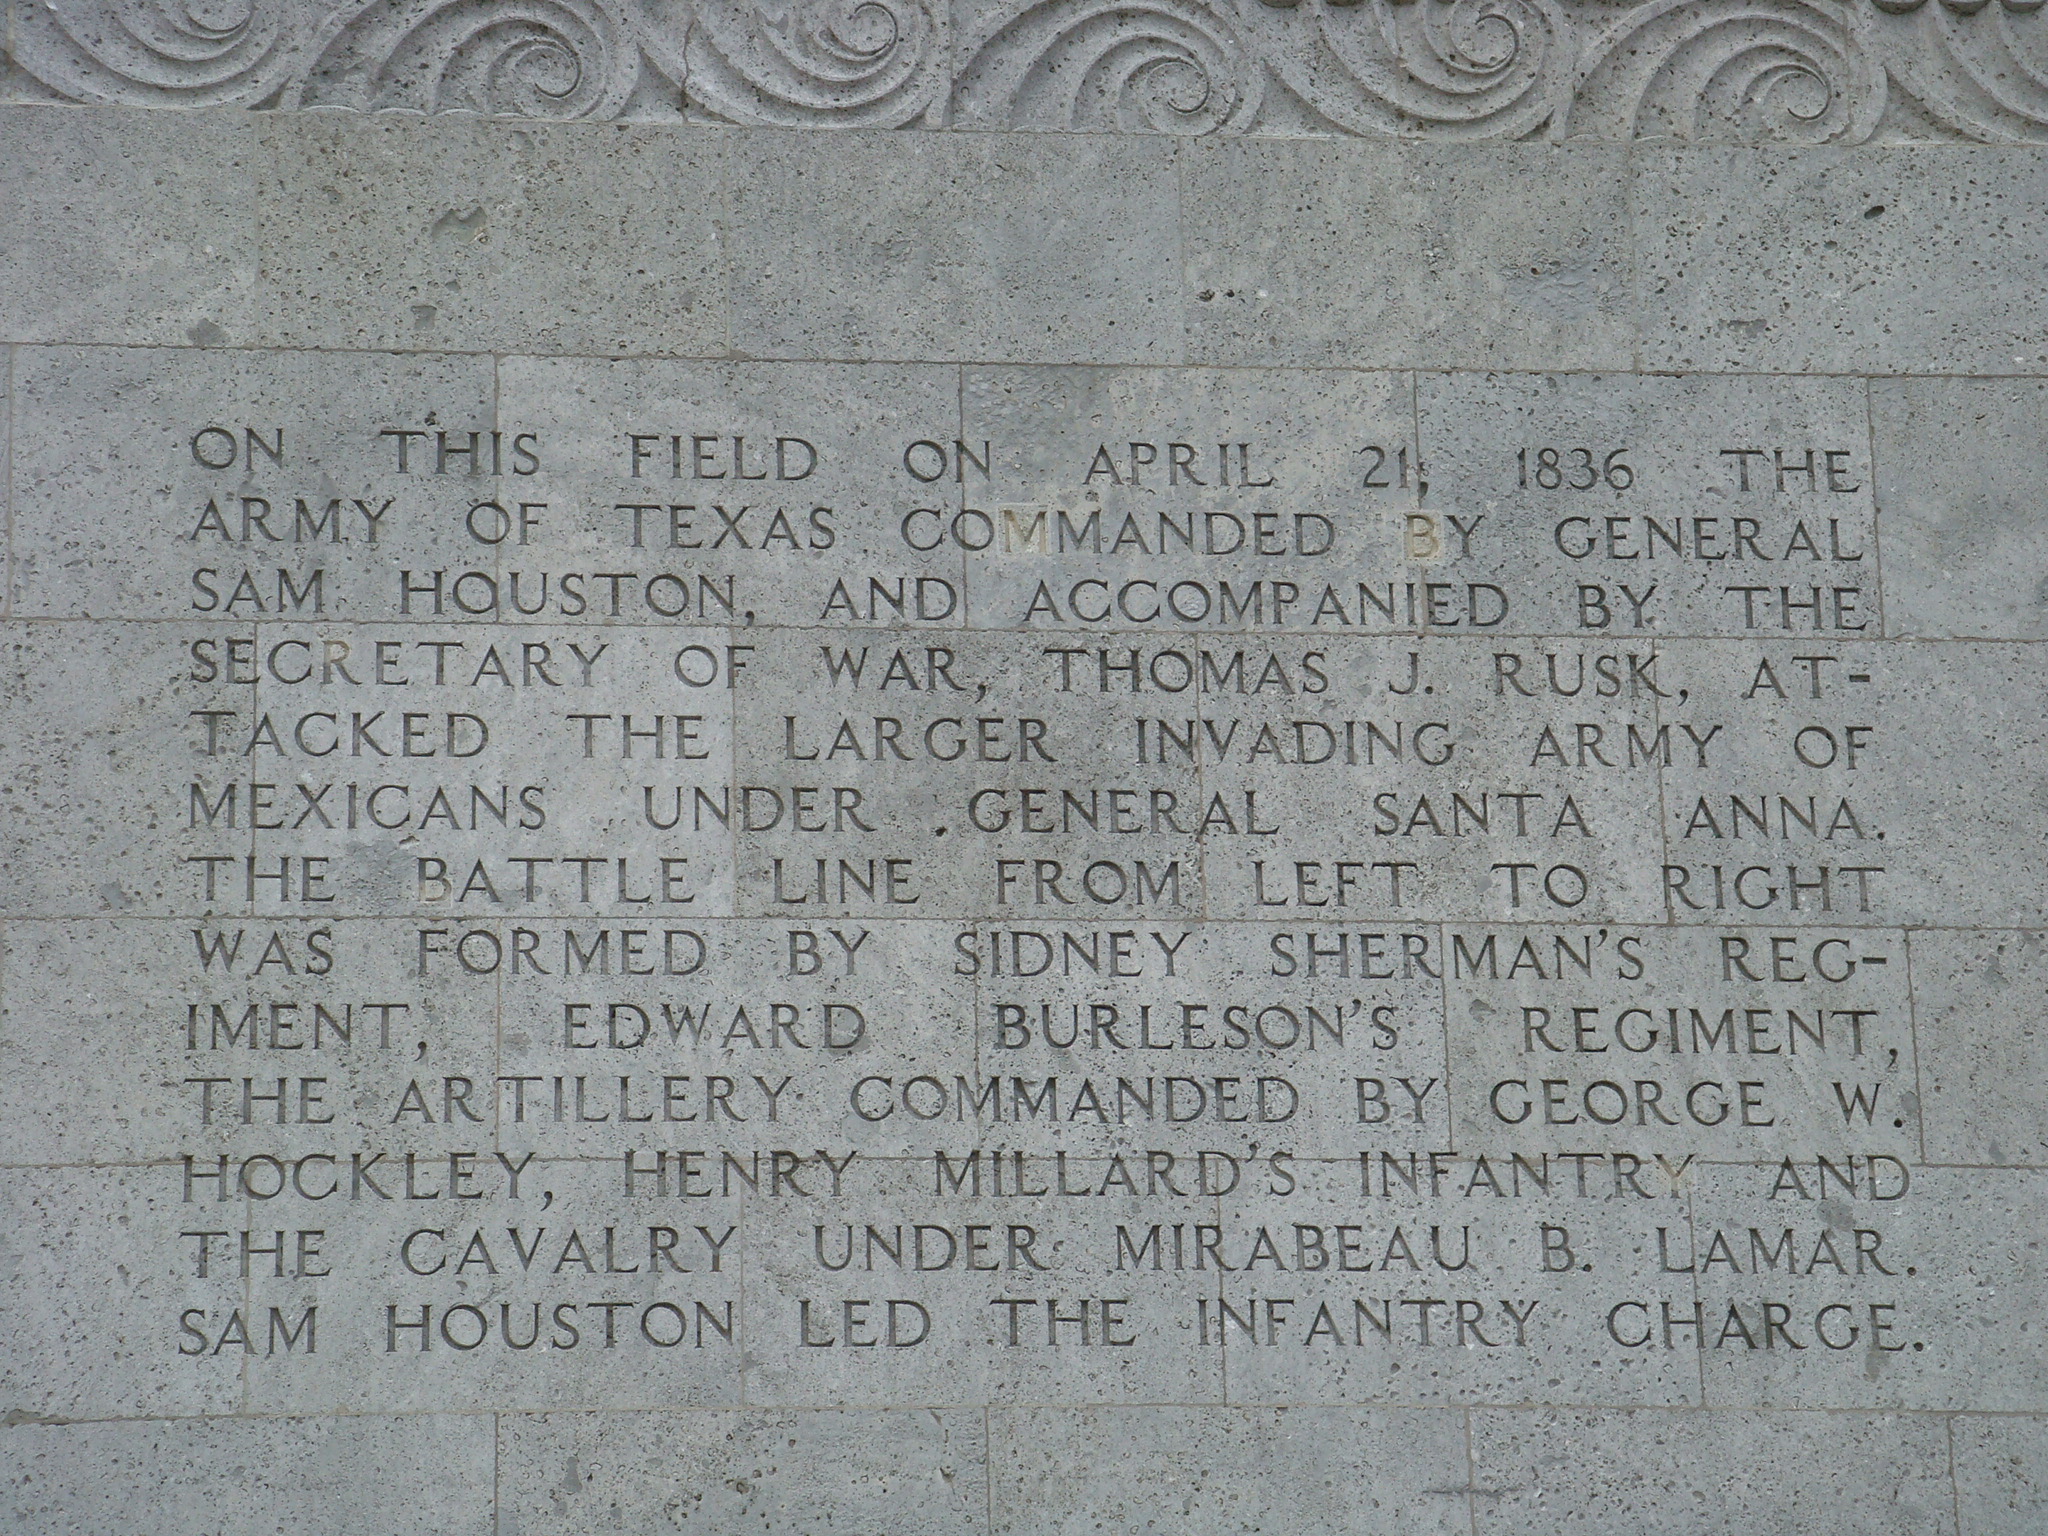 ON THIS FIELD ON APRIL 21, 1836 THE
ARMY OF TEXAS COMMANDED BY GENERAL
SAM HOUSTON, AND ACCOMPANIED BY THE
SECRETARY OF WAR, THOMAS J. RUSK, AT-
TACKED THE LARGER INVADING ARMY OF
MEXICANS UNDER GENERAL SANTA ANNA.
THE BATTLE LINE FROM LEFT TO RIGHT
WAS FORMED BY SIDNEY SHERMAN'S REG-
IMENT, EDWARD BURLESON'S REGIMENT,
THE ARTILLERY COMMANDED BY GEORGE W.
HOCKLEY, HENRY MILLARD'S INFANTRY AND
THE CAVALRY UNDER MIRABEAU B. LAMAR.
SAM HOUSTON LED THE INFANTRY CHARGE.